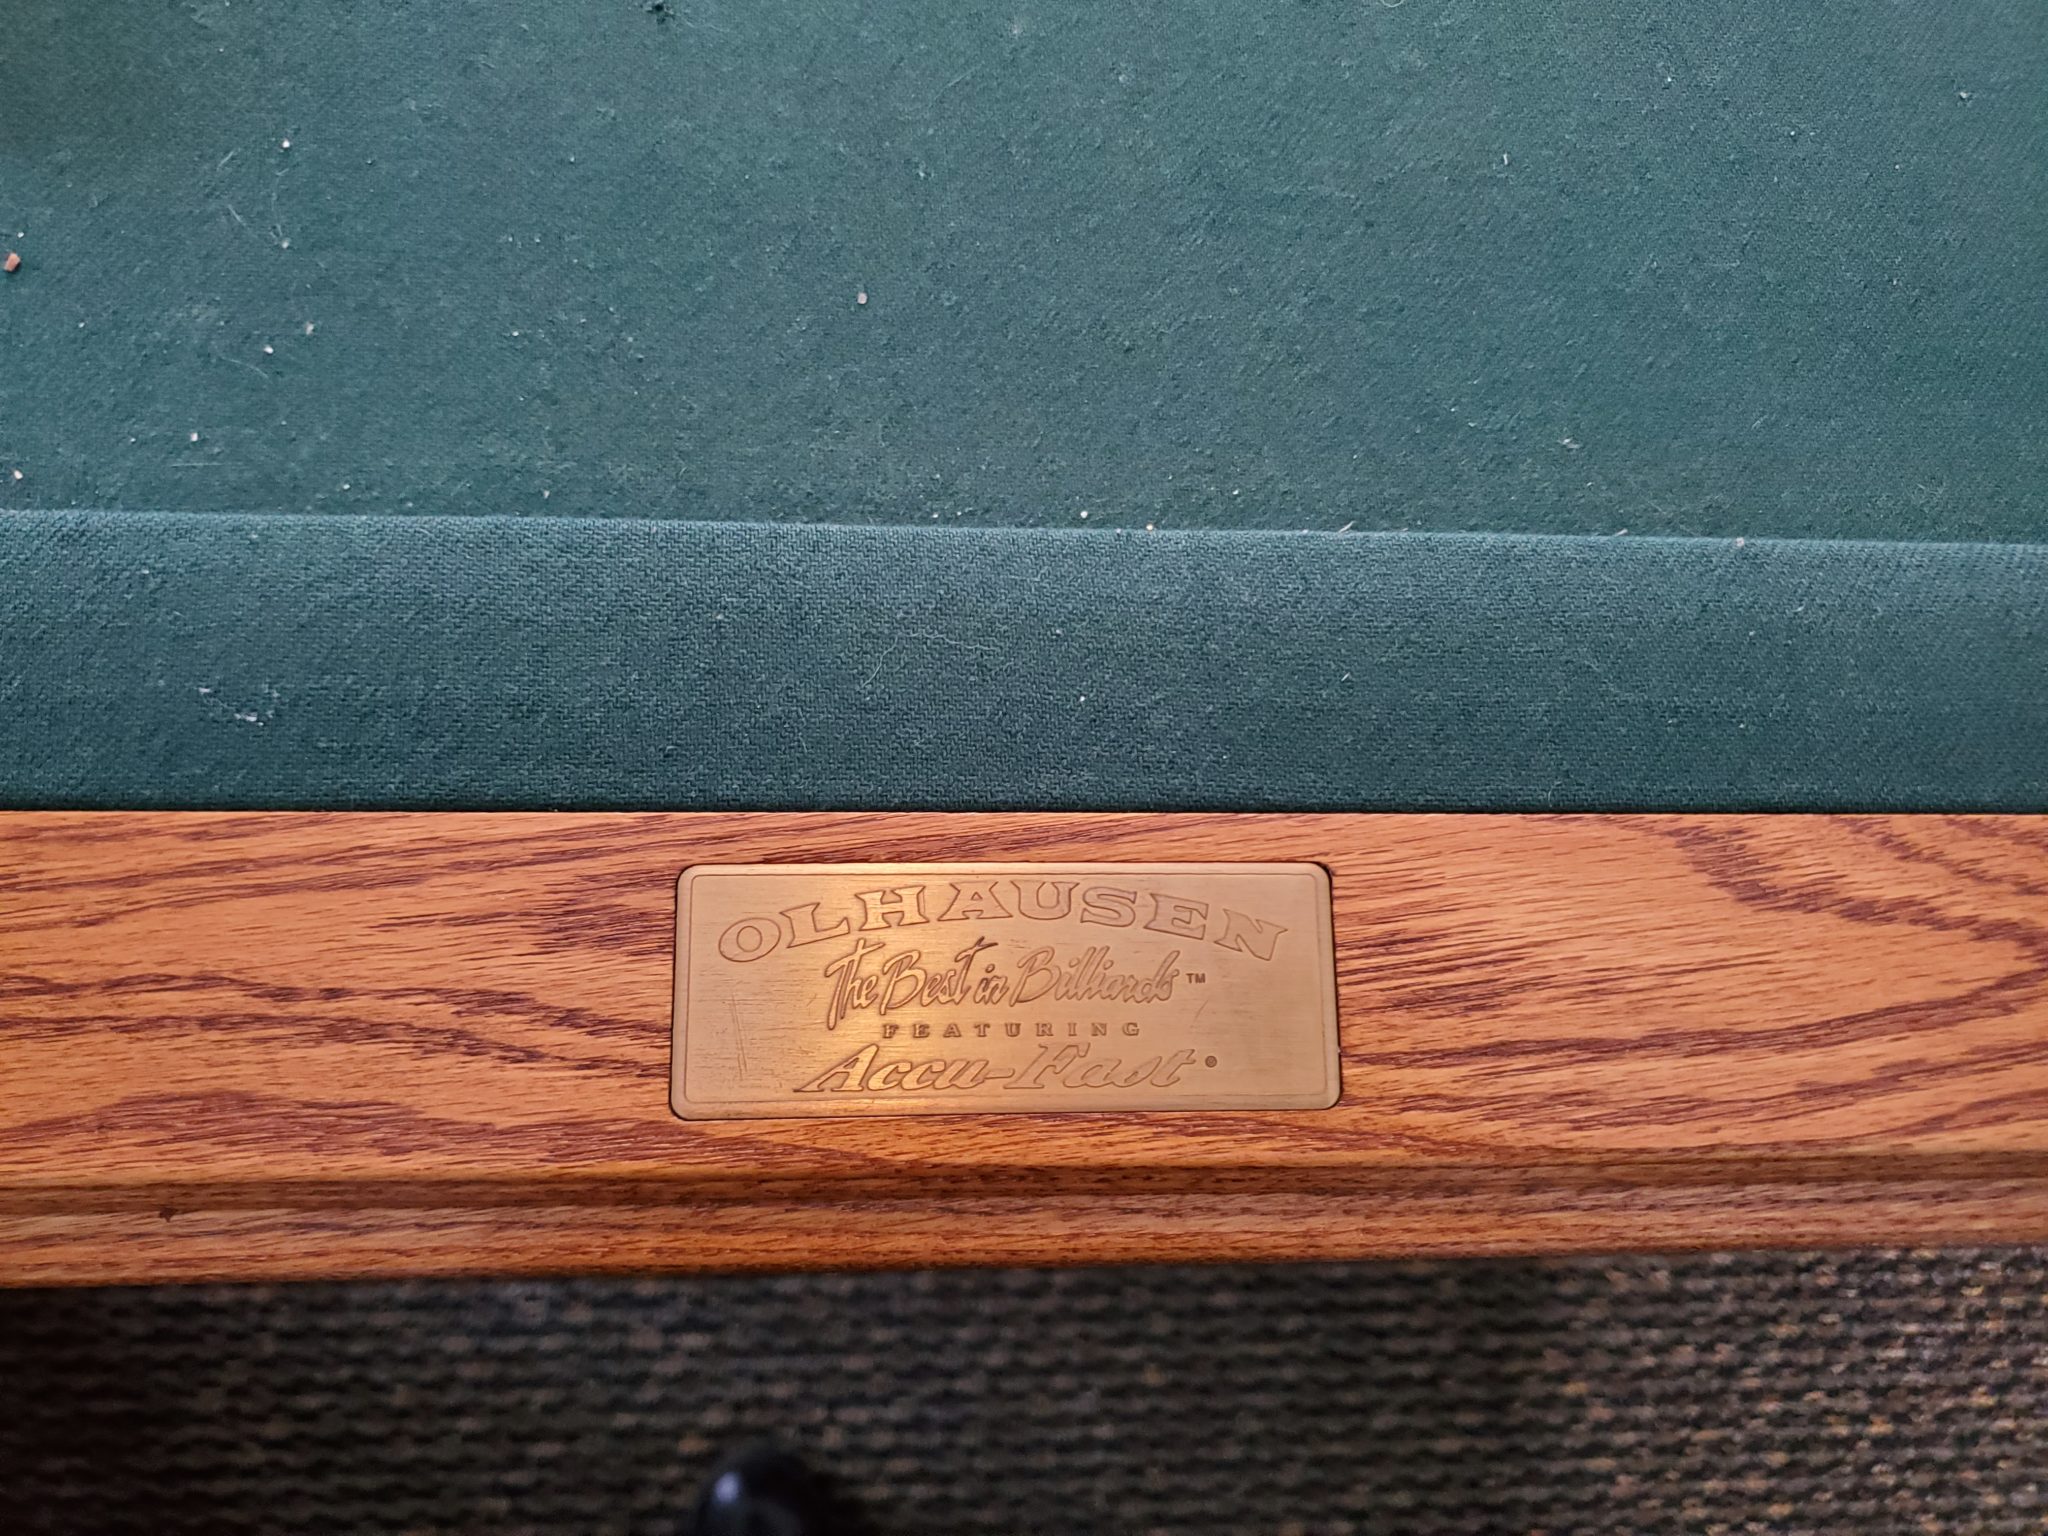 OLHAUSEN
The Best in Billiards™
FEATURING
Accu-Fast®